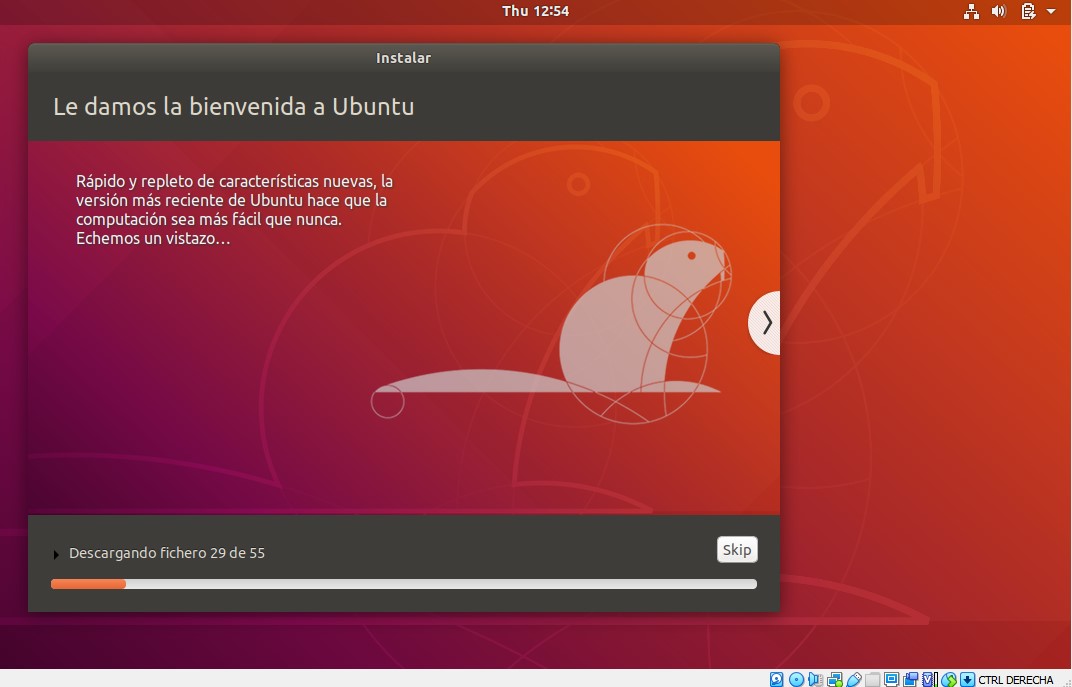 Thu 12:54
Instalar
Le damos la bienvenida a Ubuntu
Rápido y repleto de características nuevas, la
versión más reciente de Ubuntu hace que la
computación sea más fácil que nunca.
Echemos un vistazo…
Descargando fichero 29 de 55
Skip
CTRL DERECHA